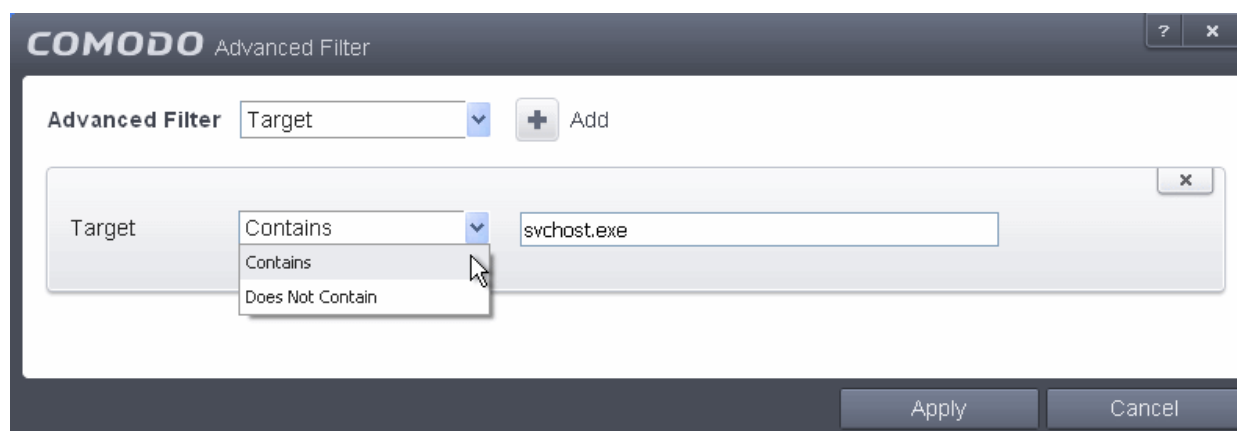 COMODO Advanced Filter ? x
Advanced Filter Target + Add
x
Target Contains svchost.exe
Contains
Does Not Contain
Apply Cancel